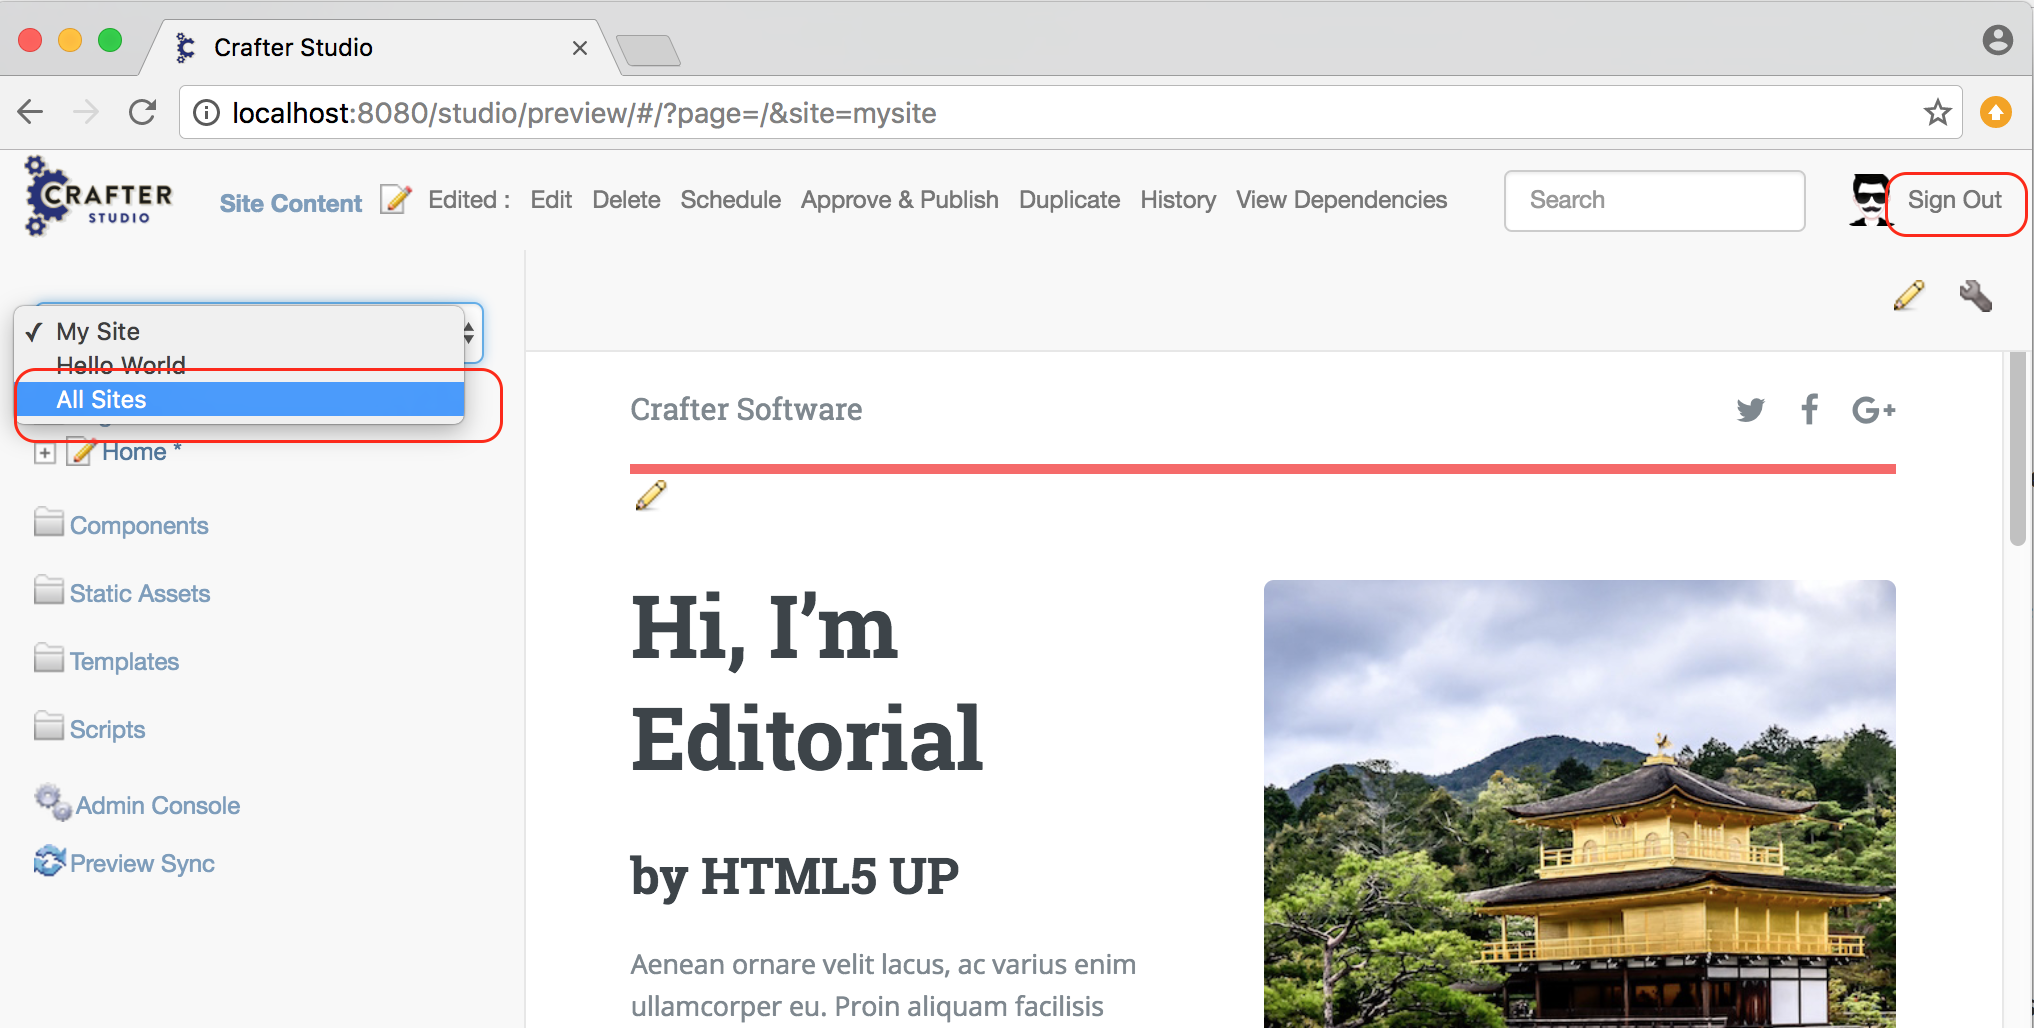 Crafter Studio
localhost:8080/studio/preview/#/?page=/&site=mysite
CRAFTER
STUDIO
Site Content
Edited :
Edit
Delete
Schedule
Approve & Publish
Duplicate
History
View Dependencies
Search
Sign Out
✓ My Site
Hello World
All Sites
Home *
Components
Static Assets
Templates
Scripts
Admin Console
Preview Sync
Crafter Software
G+
Hi, I’m
Editorial
by HTML5 UP
Aenean ornare velit lacus, ac varius enim
ullamcorper eu. Proin aliquam facilisis